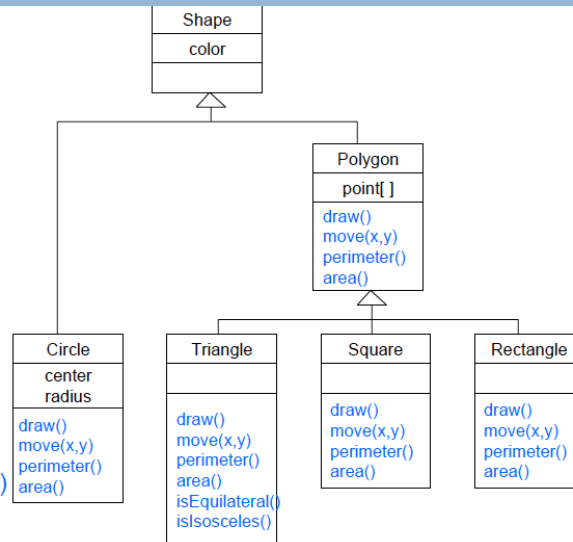 Shape
color
Polygon
point[ ]
draw()
move(x,y)
perimeter()
area()
Circle
center
radius
draw()
move(x,y)
perimeter()
area()
)
Triangle
draw()
move(x,y)
perimeter()
area()
isEquilateral()
isIsosceles()
Square
draw()
move(x,y)
perimeter()
area()
Rectangle
draw()
move(x,y)
perimeter()
area()